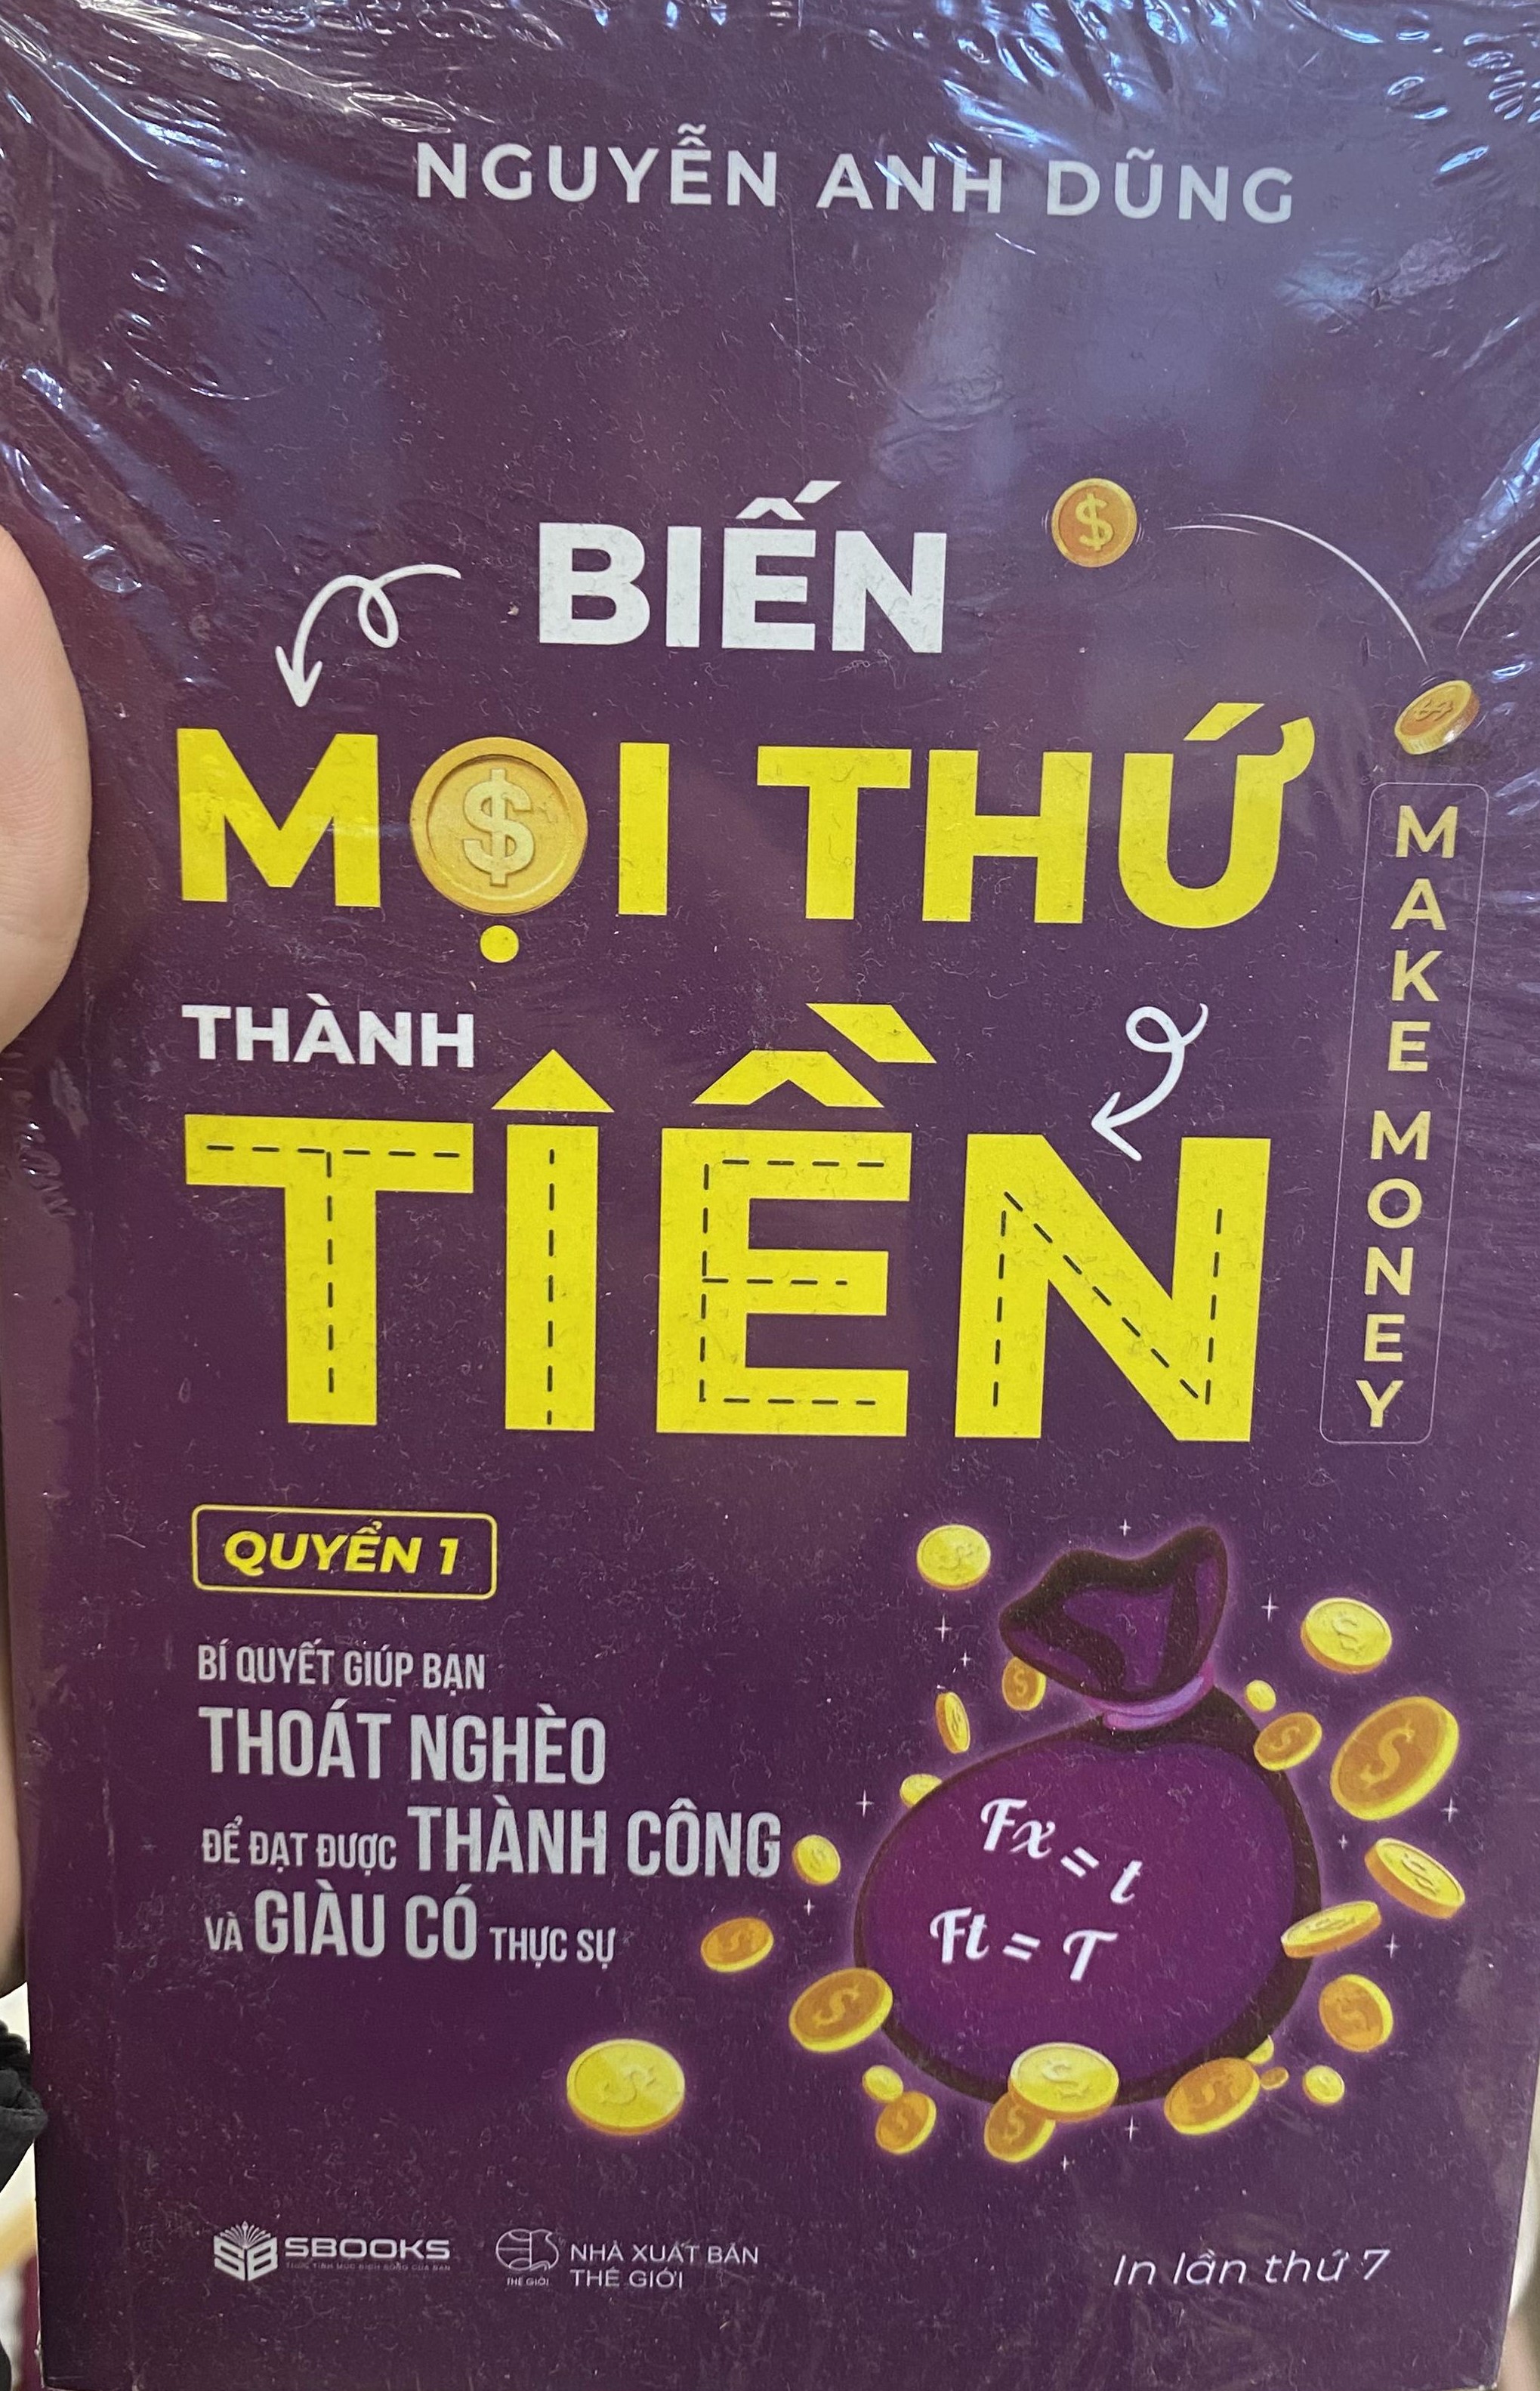 NGUYỄN ANH DŨNG
BIẾN
MỌI THỨ
THÀNH
TIỀN
MAKE MONEY
QUYỂN 1
BÍ QUYẾT GIÚP BẠN
THOÁT NGHÈO
ĐỂ ĐẠT ĐƯỢC THÀNH CÔNG
VÀ GIÀU CÓ THỰC SỰ
Fx = t
Ft = T
SBOOKS
THẾ GIỚI
NHÀ XUẤT BẢN
THẾ GIỚI
In lần thứ 7